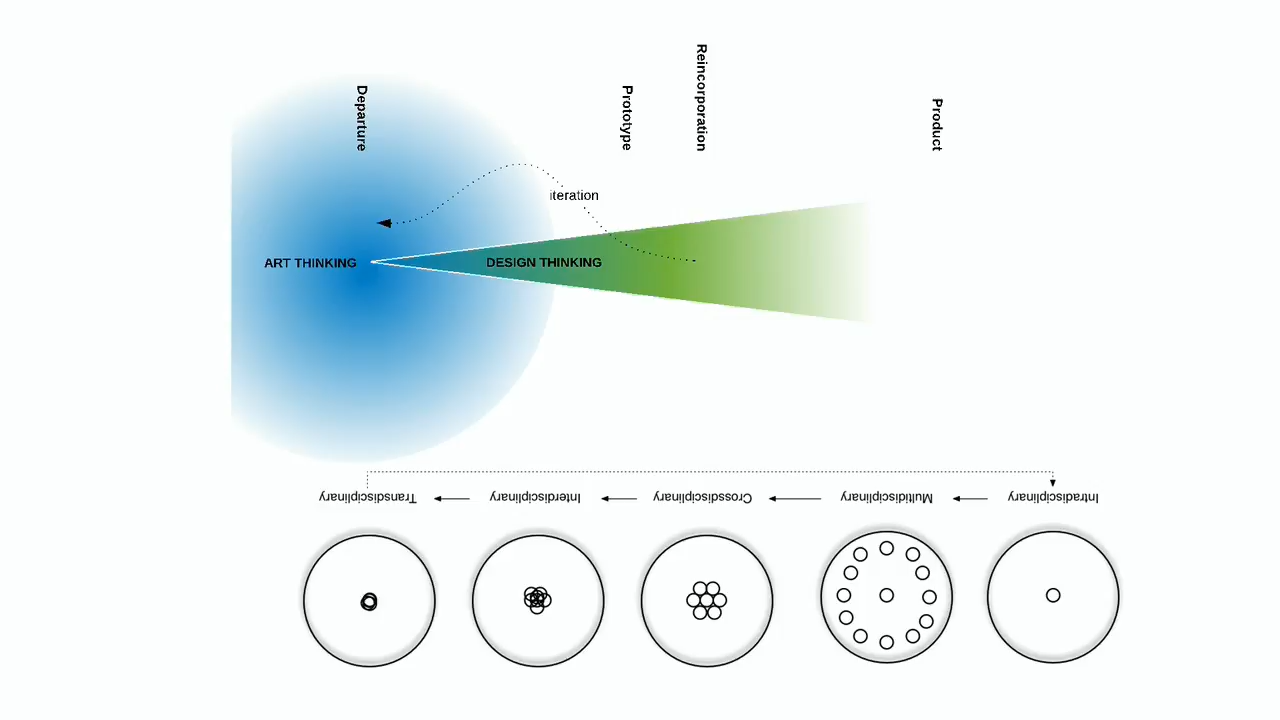 Departure
Prototype
Reincorporation
Product
iteration
ART THINKING
DESIGN THINKING
Transdisciplinary
Interdisciplinary
Crossdisciplinary
Multidisciplinary
Intradisciplinary